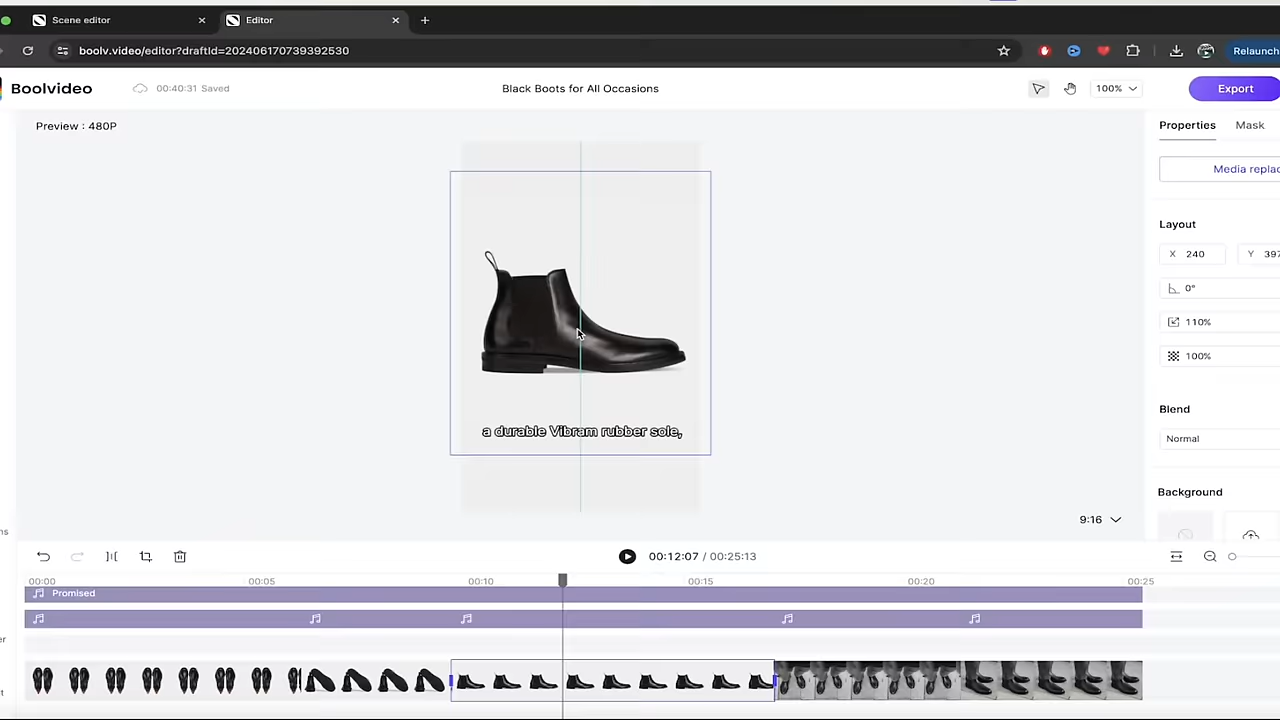 Scene editor
Editor
boolv.video/editor?draftId=202406170739392530
Relaunch
Boolvideo
00:40:31 Saved
Black Boots for All Occasions
100%
Export
Preview : 480P
Properties Mask
Media replac
Layout
X 240 Y 397
0°
110%
100%
Blend
Normal
Background
a durable Vibram rubber sole,
9:16
00:12:07 / 00:25:13
00:00 00:05 00:10 00:15 00:20 00:25
Promised